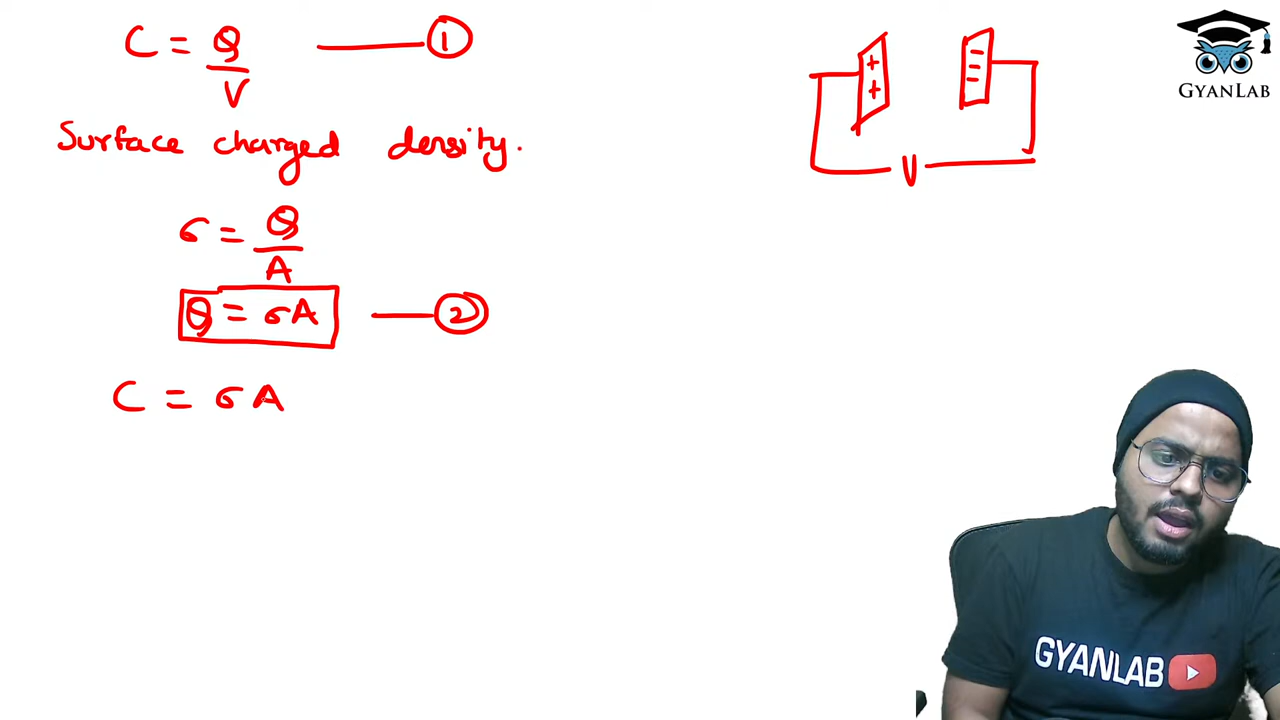 C = Q/V ——— ①
Surface charged density.
σ = Q/A
Q = σA —— ②
C = σA
+
+
V
GYANLAB
GYANLAB